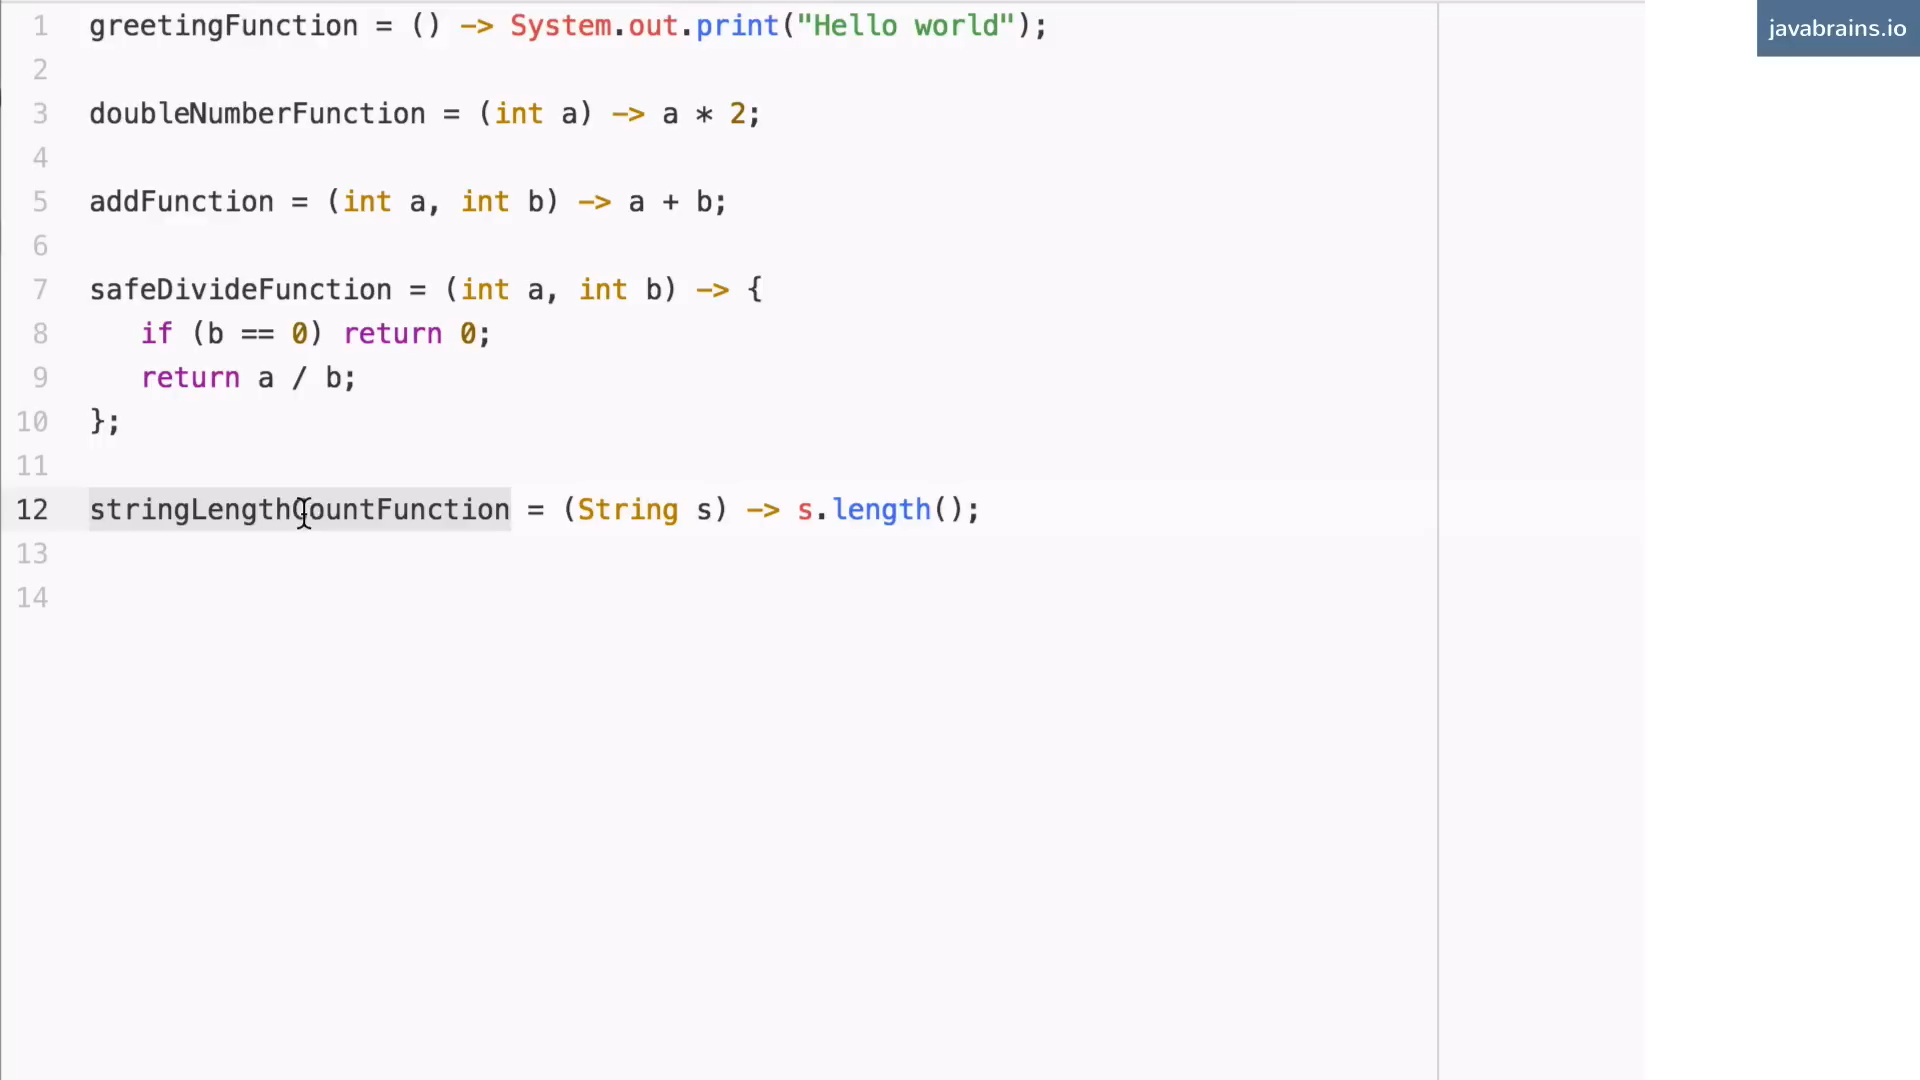 javabrains.io
1 greetingFunction = () -> System.out.print("Hello world");
2
3 doubleNumberFunction = (int a) -> a * 2;
4
5 addFunction = (int a, int b) -> a + b;
6
7 safeDivideFunction = (int a, int b) -> {
8    if (b == 0) return 0;
9    return a / b;
10 };
11
12 stringLengthCountFunction = (String s) -> s.length();
13
14